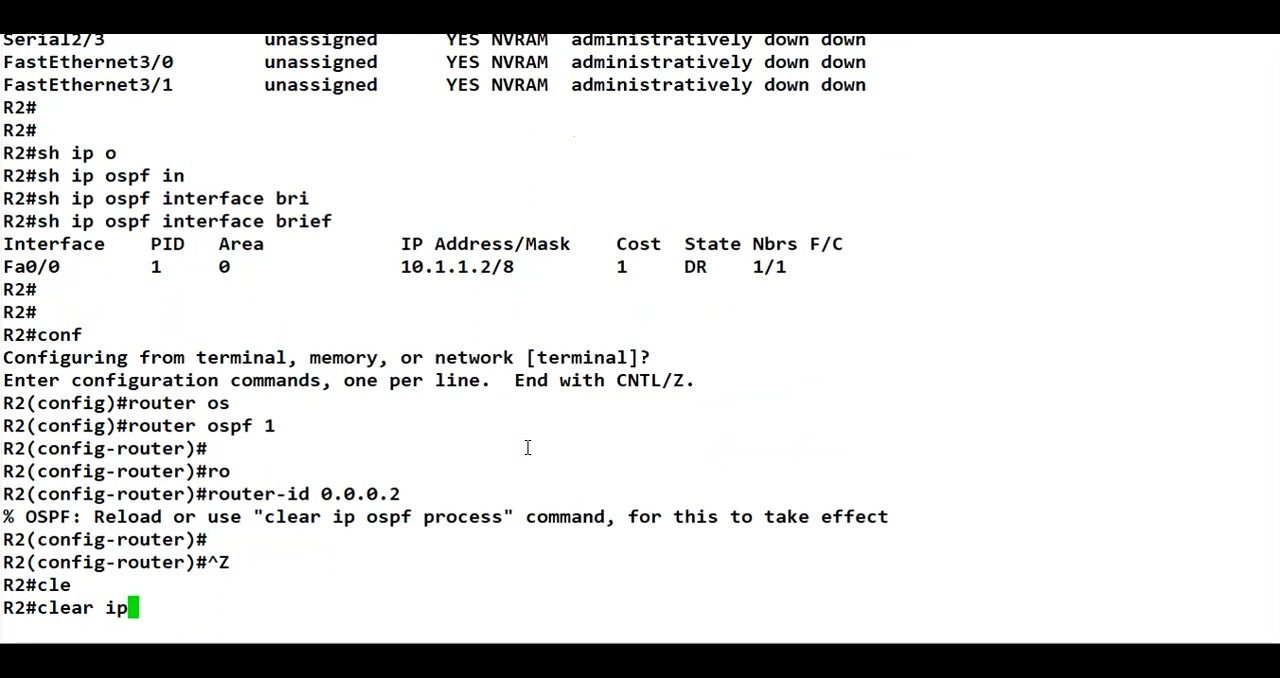 Serial2/3              unassigned      YES NVRAM  administratively down down
FastEthernet3/0        unassigned      YES NVRAM  administratively down down
FastEthernet3/1        unassigned      YES NVRAM  administratively down down
R2#
R2#
R2#sh ip o
R2#sh ip ospf in
R2#sh ip ospf interface bri
R2#sh ip ospf interface brief
Interface    PID   Area            IP Address/Mask    Cost  State Nbrs F/C
Fa0/0        1     0               10.1.1.2/8         1     DR    1/1
R2#
R2#
R2#conf
Configuring from terminal, memory, or network [terminal]?
Enter configuration commands, one per line.  End with CNTL/Z.
R2(config)#router os
R2(config)#router ospf 1
R2(config-router)#
R2(config-router)#ro
R2(config-router)#router-id 0.0.0.2
% OSPF: Reload or use "clear ip ospf process" command, for this to take effect
R2(config-router)#
R2(config-router)#^Z
R2#cle
R2#clear ip